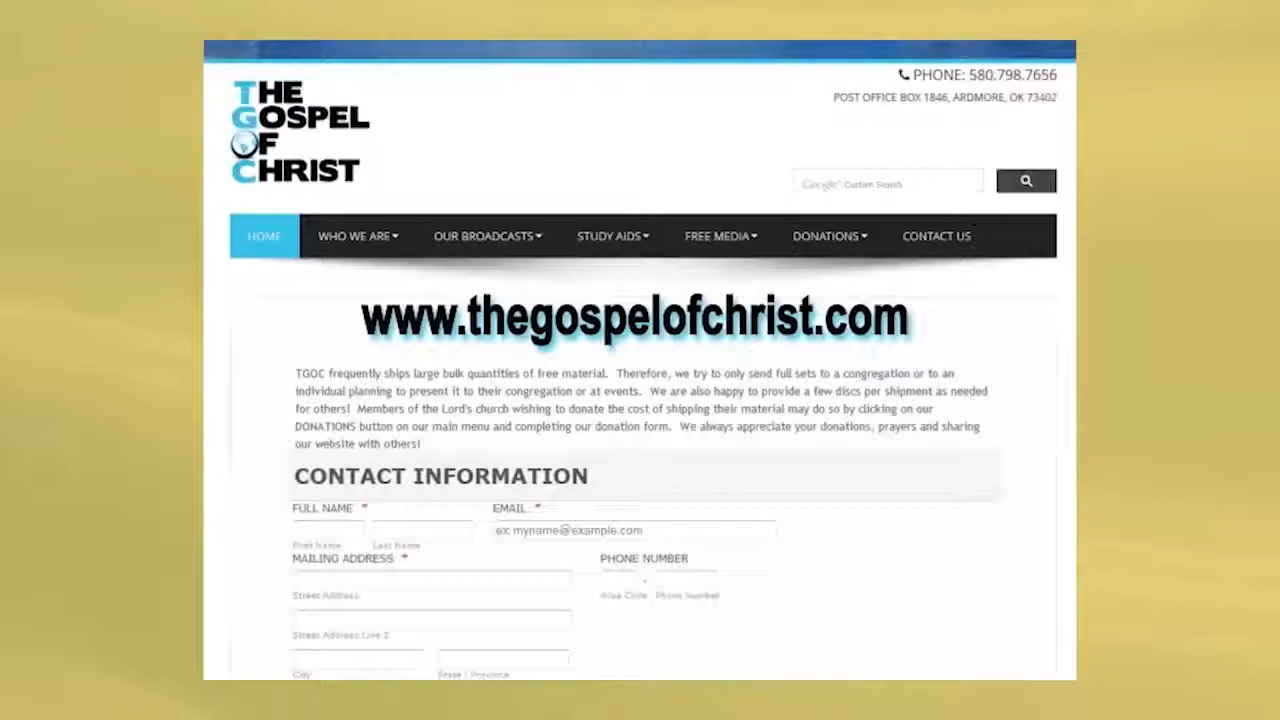 THE
GOSPEL
OF
CHRIST
PHONE: 580.798.7656
POST OFFICE BOX 1846, ARDMORE, OK 73402
Google Custom Search
HOME WHO WE ARE OUR BROADCASTS STUDY AIDS FREE MEDIA DONATIONS CONTACT US
www.thegospelofchrist.com
TGOC frequently ships large bulk quantities of free material. Therefore, we try to only send full sets to a congregation or to an
individual planning to present it to their congregation or at events. We are also happy to provide a few discs per shipment as needed
for others! Members of the Lord's church wishing to donate the cost of shipping their material may do so by clicking on our
DONATIONS button on our main menu and completing our donation form. We always appreciate your donations, prayers and sharing
our website with others!
CONTACT INFORMATION
FULL NAME * EMAIL *
ex: myname@example.com
First Name Last Name
MAILING ADDRESS * PHONE NUMBER
-
Street Address Area Code Phone Number
Street Address Line 2
City State / Province